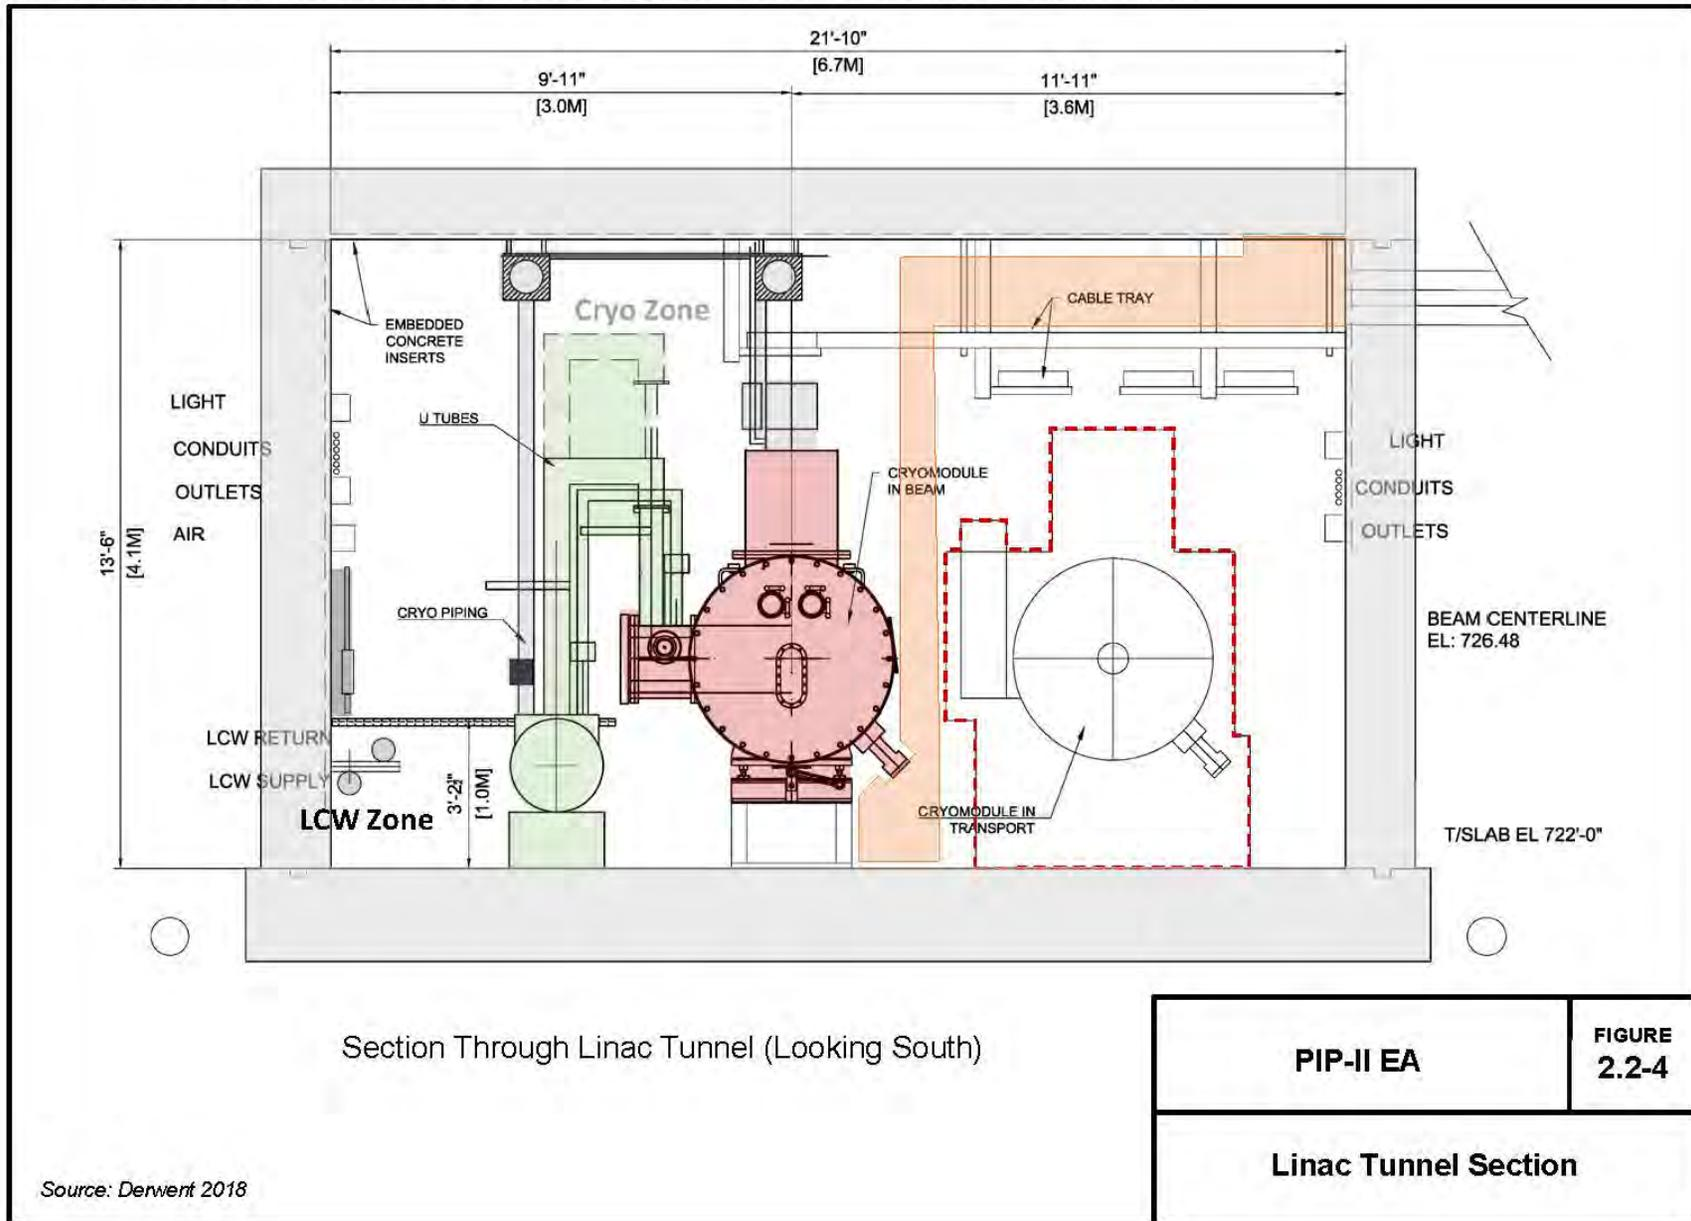 21'-10"
[6.7M]
9'-11"
[3.0M]
11'-11"
[3.6M]
13'-6"
[4.1M]
EMBEDDED
CONCRETE
INSERTS
Cryo Zone
CABLE TRAY
LIGHT
CONDUITS
OUTLETS
AIR
U TUBES
CRYOMODULE
IN BEAM
LIGHT
CONDUITS
OUTLETS
CRYO PIPING
BEAM CENTERLINE
EL: 726.48
LCW RETURN
LCW SUPPLY
LCW Zone
3'-2½"
[1.0M]
CRYOMODULE IN
TRANSPORT
T/SLAB EL 722'-0"
Section Through Linac Tunnel (Looking South)
PIP-II EA
FIGURE
2.2-4
Linac Tunnel Section
Source: Derwent 2018